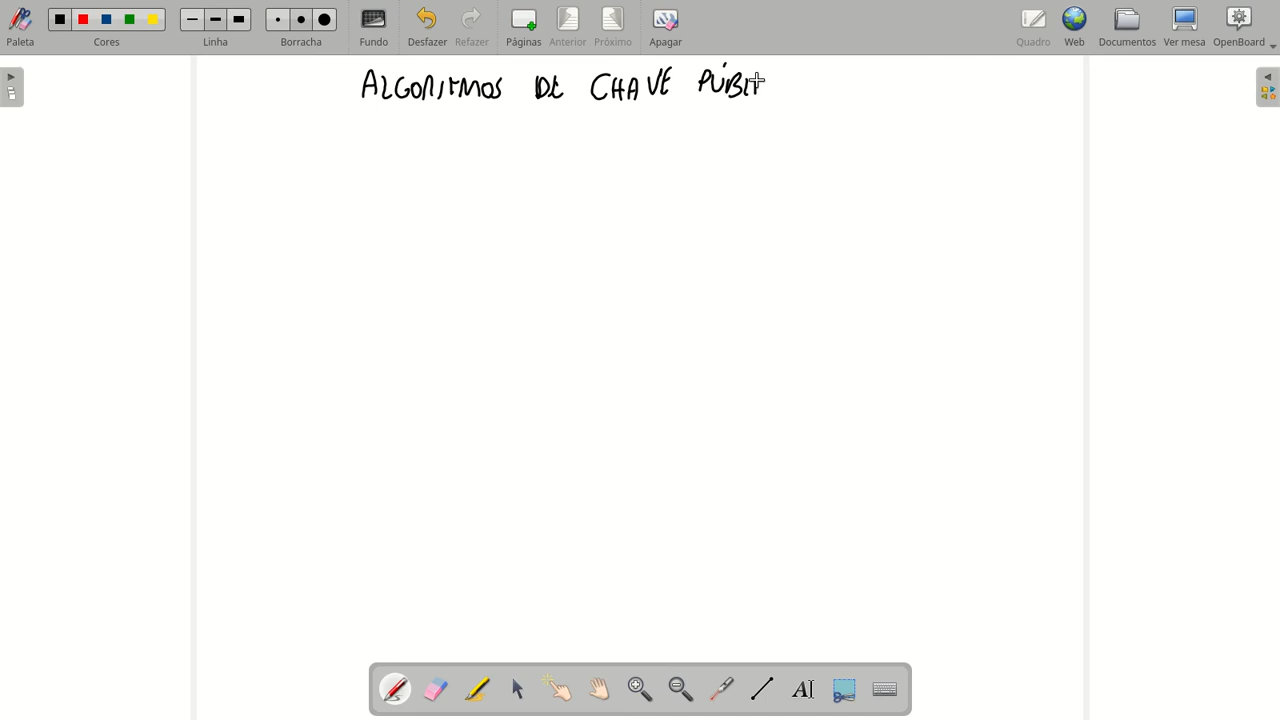 Paleta Cores Linha Borracha Fundo Desfazer Refazer Páginas Anterior Próximo Apagar Quadro Web Documentos Ver mesa OpenBoard
ALGORITMOS DE CHAVE PÚBLI
AI